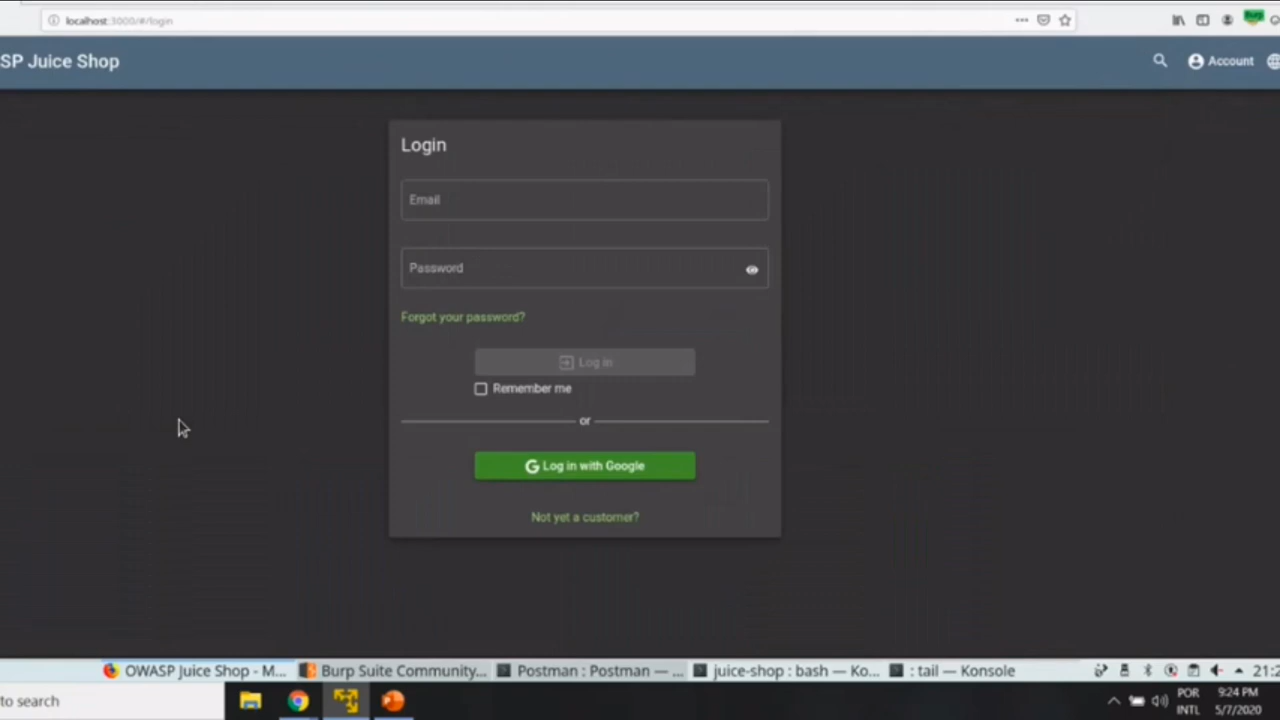 localhost:3000/#/login
SP Juice Shop
Account
Login
Email
Password
Forgot your password?
Log in
Remember me
or
G Log in with Google
Not yet a customer?
OWASP Juice Shop - M...
Burp Suite Community...
Postman : Postman — ...
juice-shop : bash — Ko...
: tail — Konsole
21:2
to search
POR
INTL
9:24 PM
5/7/2020